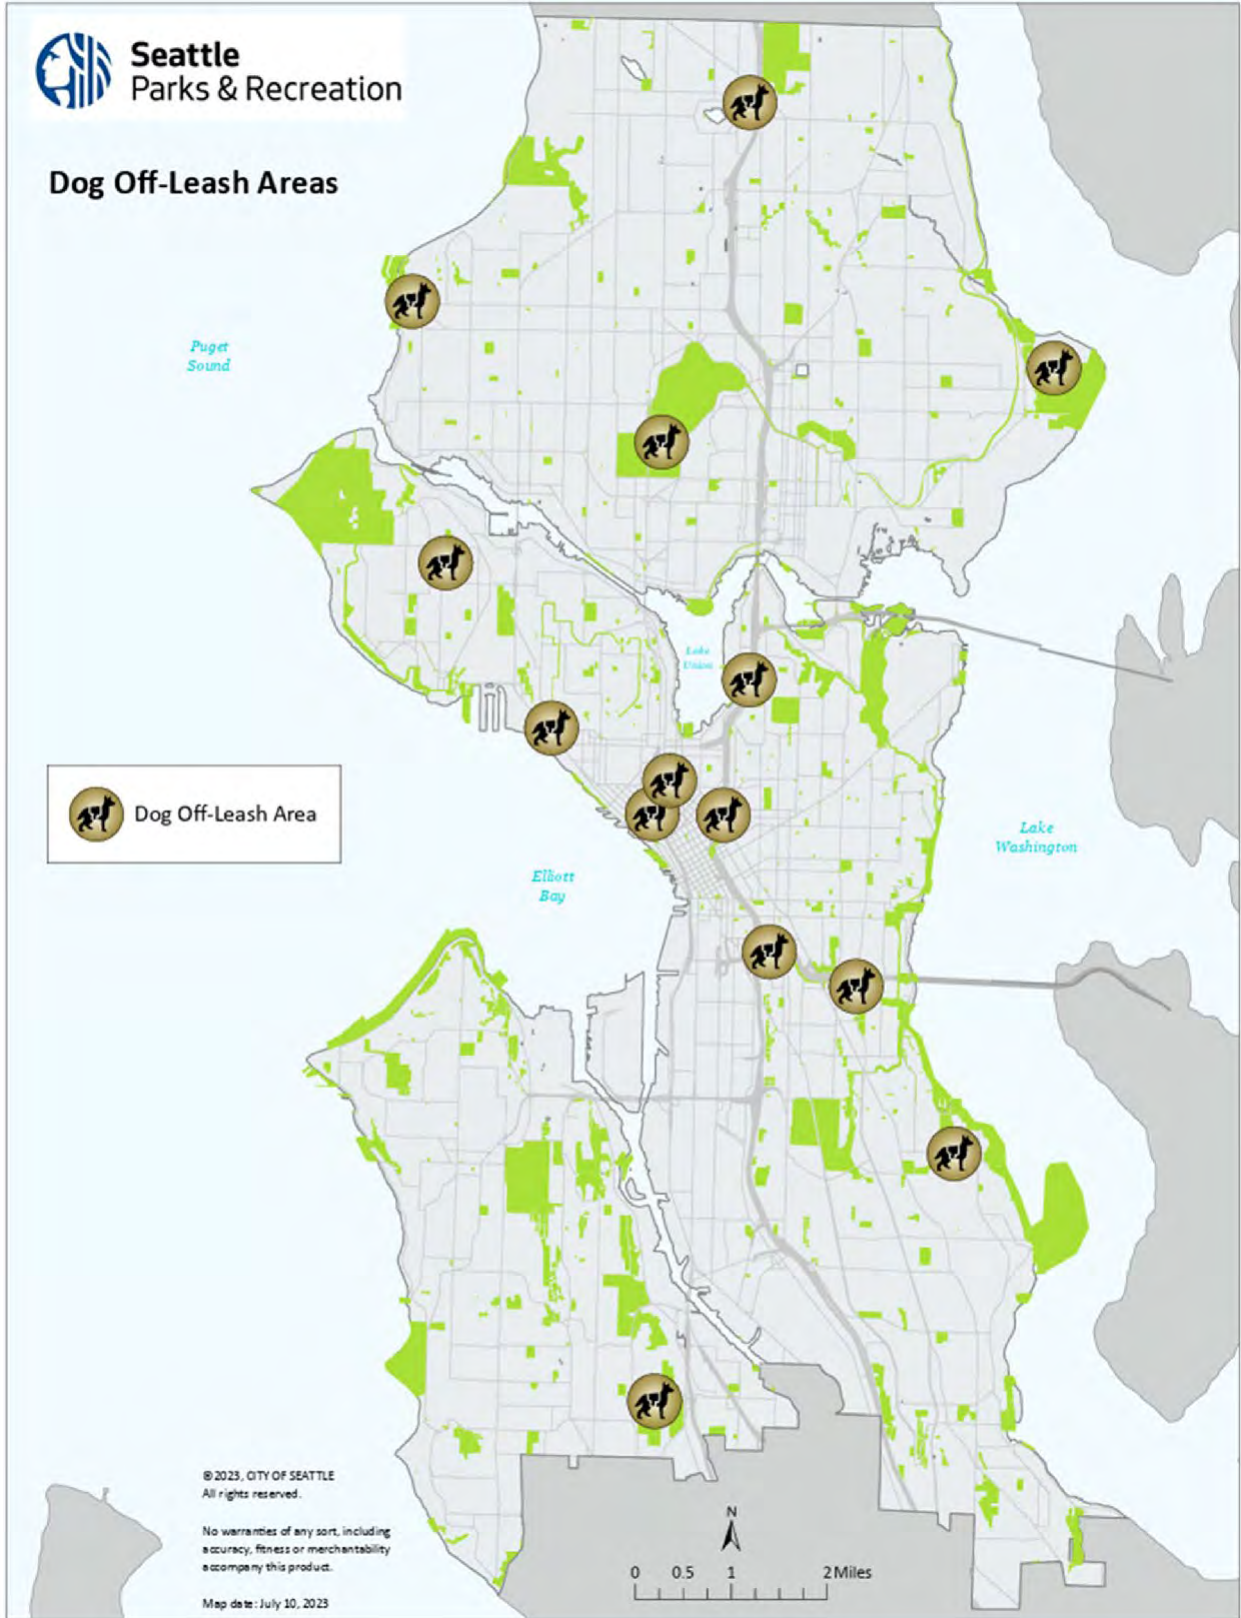 Seattle
Parks & Recreation
Dog Off-Leash Areas
Puget
Sound
Lake
Union
Dog Off-Leash Area
Lake
Washington
Elliott
Bay
©2023, CITY OF SEATTLE
All rights reserved.
No warranties of any sort, including
accuracy, fitness or merchantability
accompany this product.
Map date: July 10, 2023
N
0 0.5 1 2 Miles